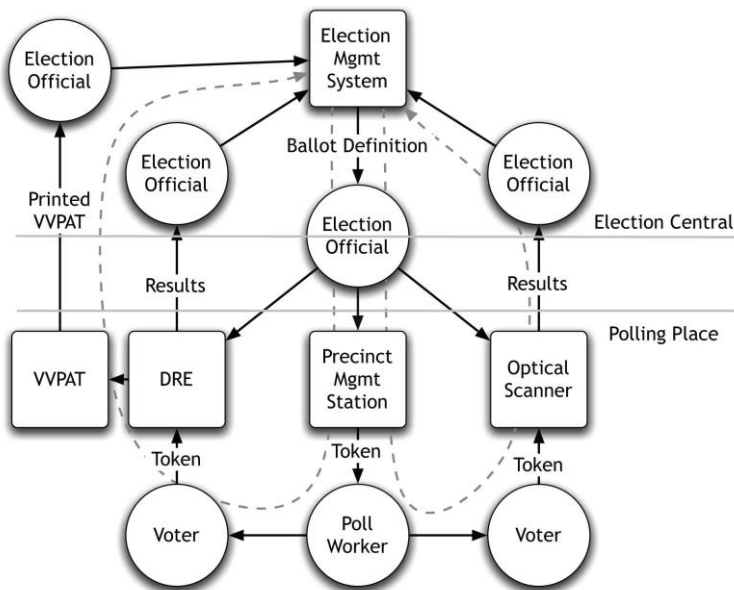 Election
Official
Election
Mgmt
System
Ballot Definition
Election
Official
Election
Official
Printed
VVPAT
Election
Official
Election Central
Results
Results
Polling Place
VVPAT
DRE
Precinct
Mgmt
Station
Optical
Scanner
Token
Token
Token
Voter
Poll
Worker
Voter